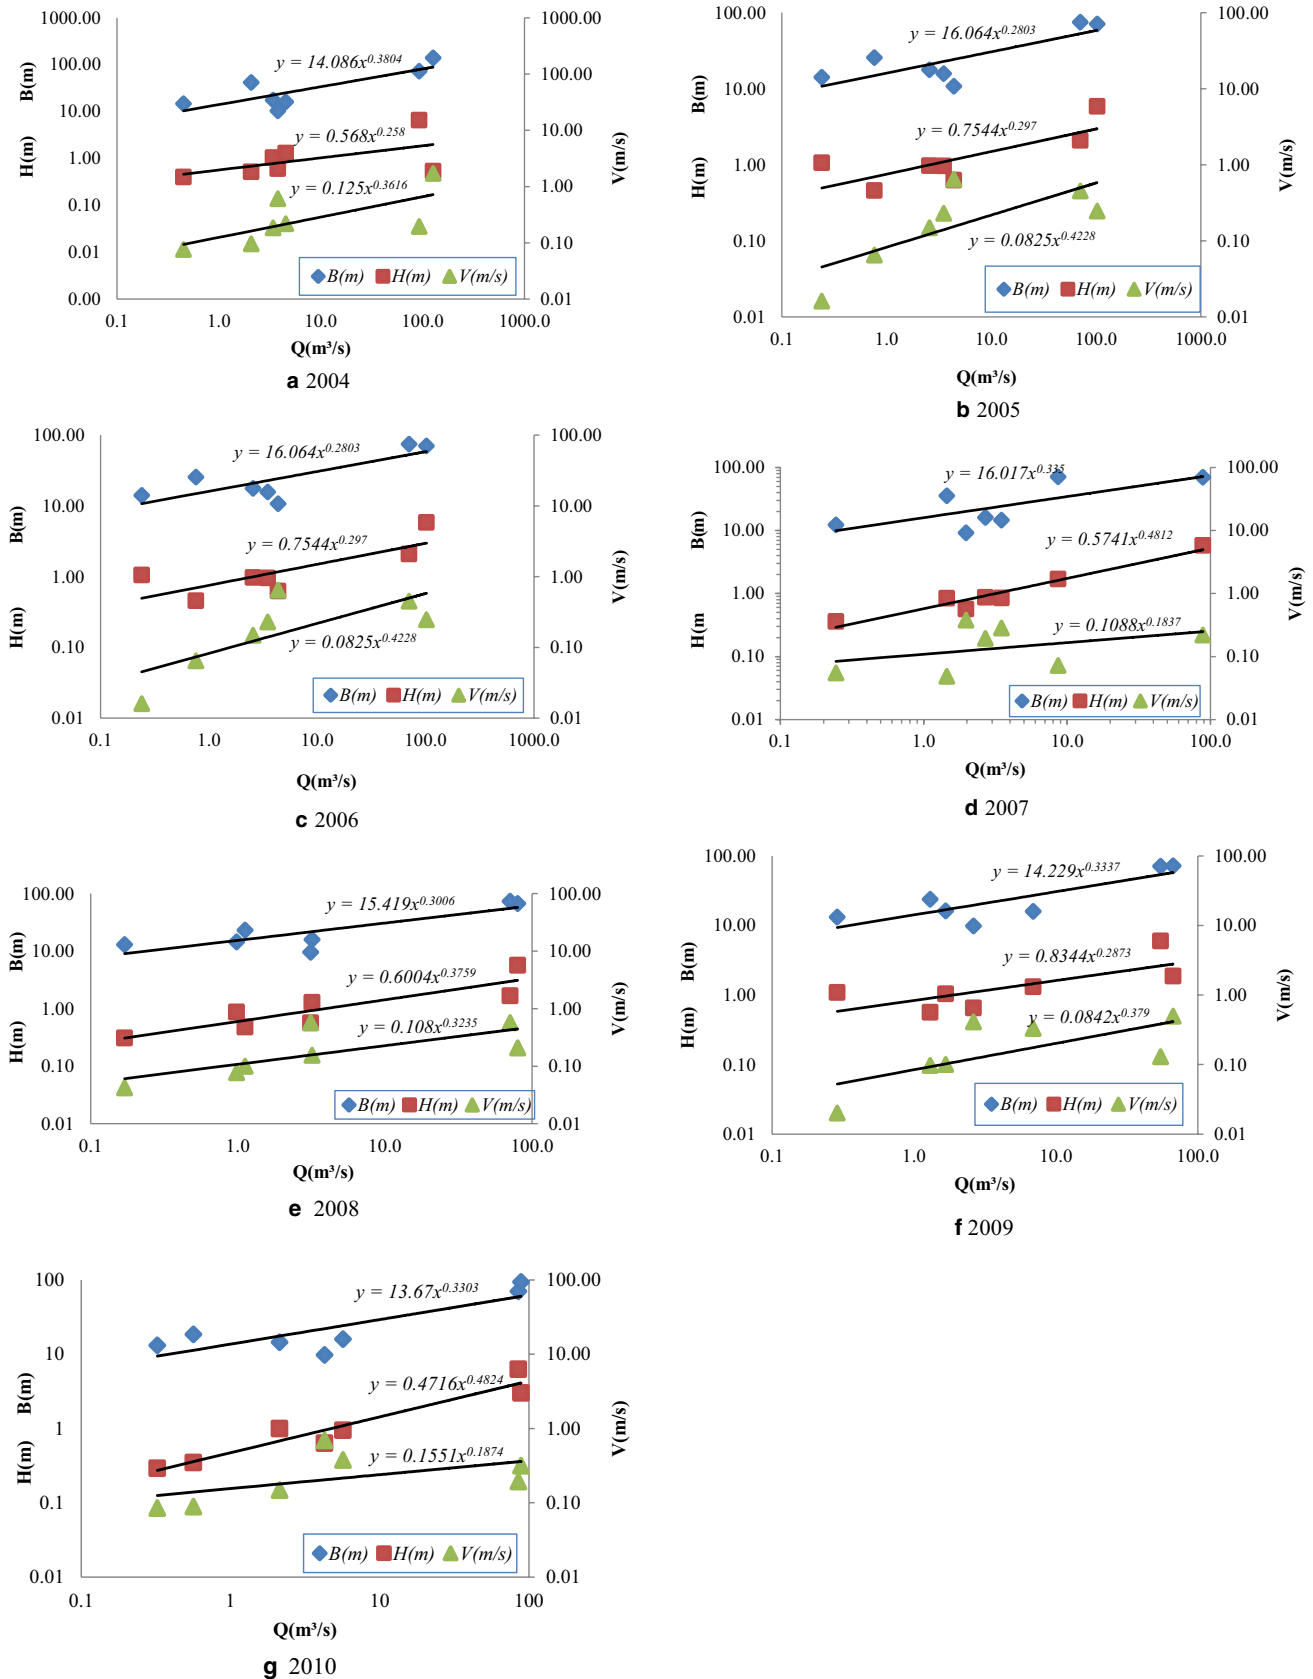 1000.00
100.00
10.00
1.00
0.10
0.01
0.00
H(m) B(m)
100.00
10.00
1.00
0.10
0.01
V(m/s)
y = 14.086x^0.3804
y = 0.568x^0.258
y = 0.125x^0.3616
B(m) H(m) V(m/s)
0.1 1.0 10.0 100.0 1000.0
Q(m³/s)
a 2004
100.00
10.00
1.00
0.10
0.01
H(m) B(m)
100.00
10.00
1.00
0.10
0.01
V(m/s)
y = 16.064x^0.2803
y = 0.7544x^0.297
y = 0.0825x^0.4228
B(m) H(m) V(m/s)
0.1 1.0 10.0 100.0 1000.0
Q(m³/s)
b 2005
100.00
10.00
1.00
0.10
0.01
H(m) B(m)
100.00
10.00
1.00
0.10
0.01
V(m/s)
y = 16.064x^0.2803
y = 0.7544x^0.297
y = 0.0825x^0.4228
B(m) H(m) V(m/s)
0.1 1.0 10.0 100.0 1000.0
Q(m³/s)
c 2006
100.00
10.00
1.00
0.10
0.01
H(m B(m)
100.00
10.00
1.00
0.10
0.01
V(m/s)
y = 16.017x^0.335
y = 0.5741x^0.4812
y = 0.1088x^0.1837
B(m) H(m) V(m/s)
0.1 1.0 10.0 100.0
Q(m³/s)
d 2007
100.00
10.00
1.00
0.10
0.01
H(m) B(m)
100.00
10.00
1.00
0.10
0.01
V(m/s)
y = 15.419x^0.3006
y = 0.6004x^0.3759
y = 0.108x^0.3235
B(m) H(m) V(m/s)
0.1 1.0 10.0 100.0
Q(m³/s)
e 2008
100.00
10.00
1.00
0.10
0.01
H(m) B(m)
100.00
10.00
1.00
0.10
0.01
V(m/s)
y = 14.229x^0.3337
y = 0.8344x^0.2873
y = 0.0842x^0.379
B(m) H(m) V(m/s)
0.1 1.0 10.0 100.0
Q(m³/s)
f 2009
100
10
1
0.1
0.01
H(m) B(m)
100.00
10.00
1.00
0.10
0.01
V(m/s)
y = 13.67x^0.3303
y = 0.4716x^0.4824
y = 0.1551x^0.1874
B(m) H(m) V(m/s)
0.1 1 10 100
Q(m³/s)
g 2010